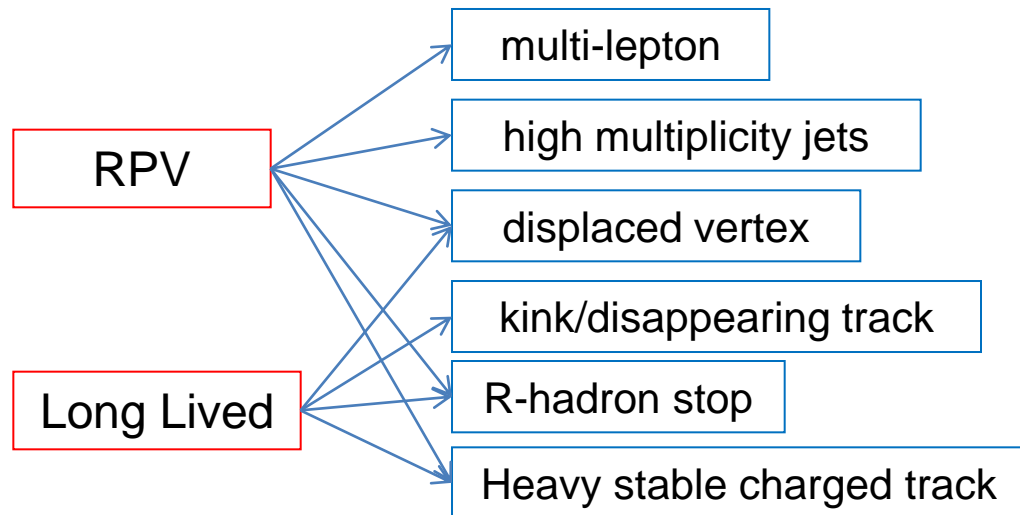 multi-lepton
high multiplicity jets
RPV
displaced vertex
kink/disappearing track
Long Lived
R-hadron stop
Heavy stable charged track